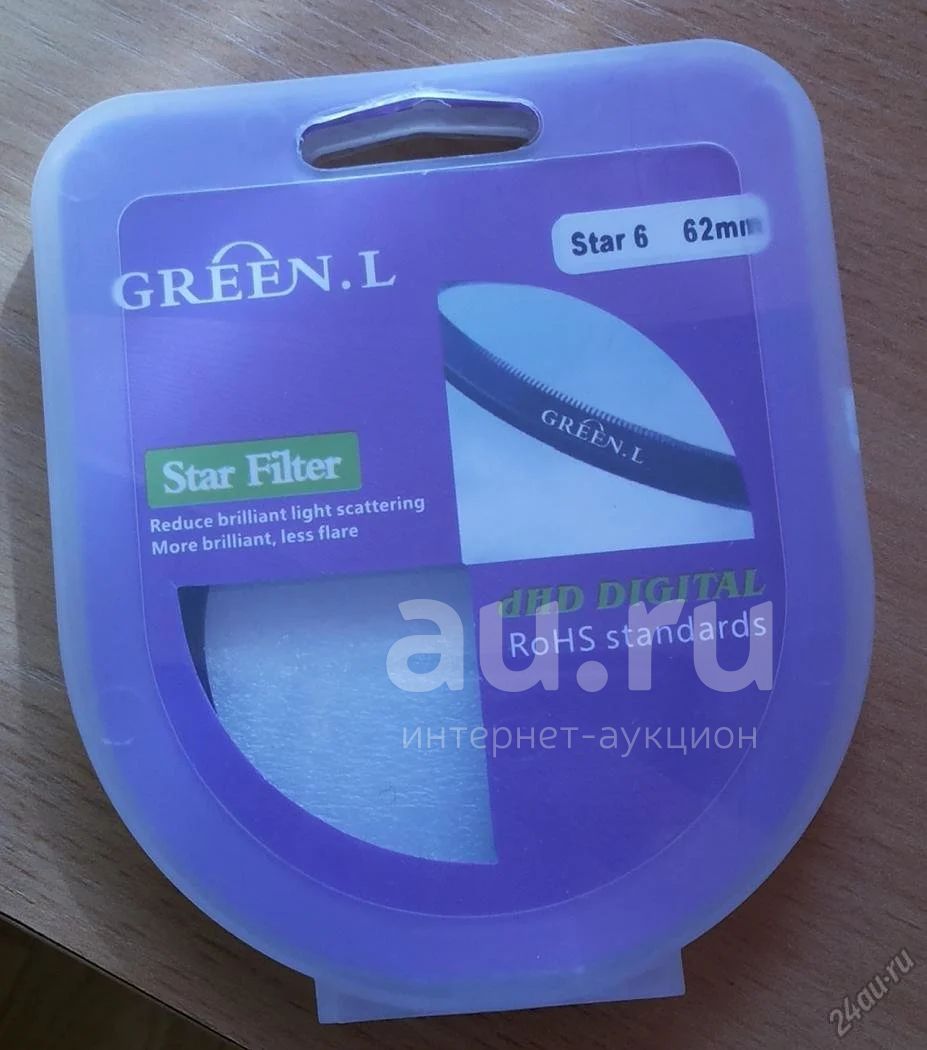 Star 6 62mm
GREEN.L
GREEN.L
Star Filter
Reduce brilliant light scattering
More brilliant, less flare
dHD DIGITAL
RoHS standards
au.ru
интернет-аукцион
24au.ru